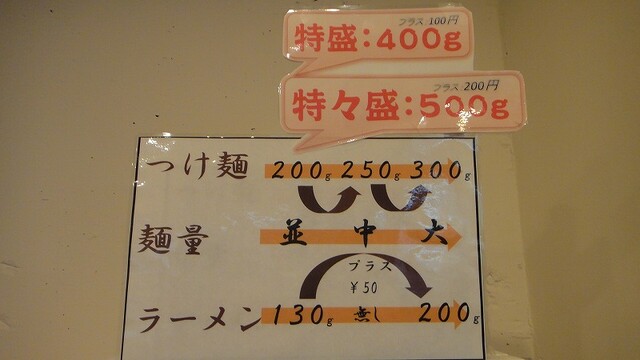 プラス 100円
特盛:400g
プラス 200円
特々盛:500g
つけ麺 200g 250g 300g
麺量 並 中 大
プラス
¥50
ラーメン 130g 無し 200g